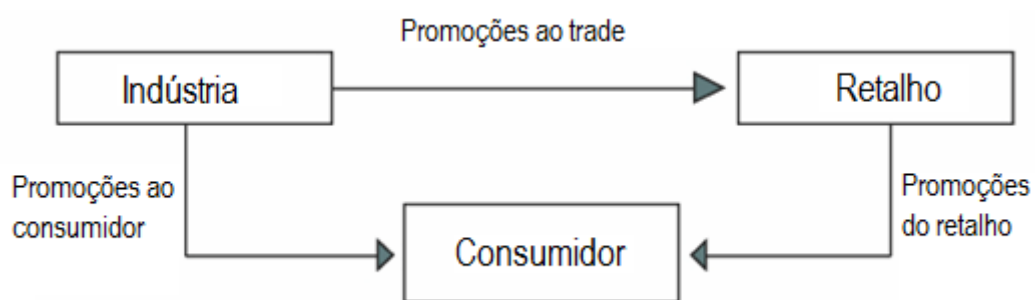 Promoções ao trade
Indústria
Retalho
Promoções ao
consumidor
Promoções
do retalho
Consumidor